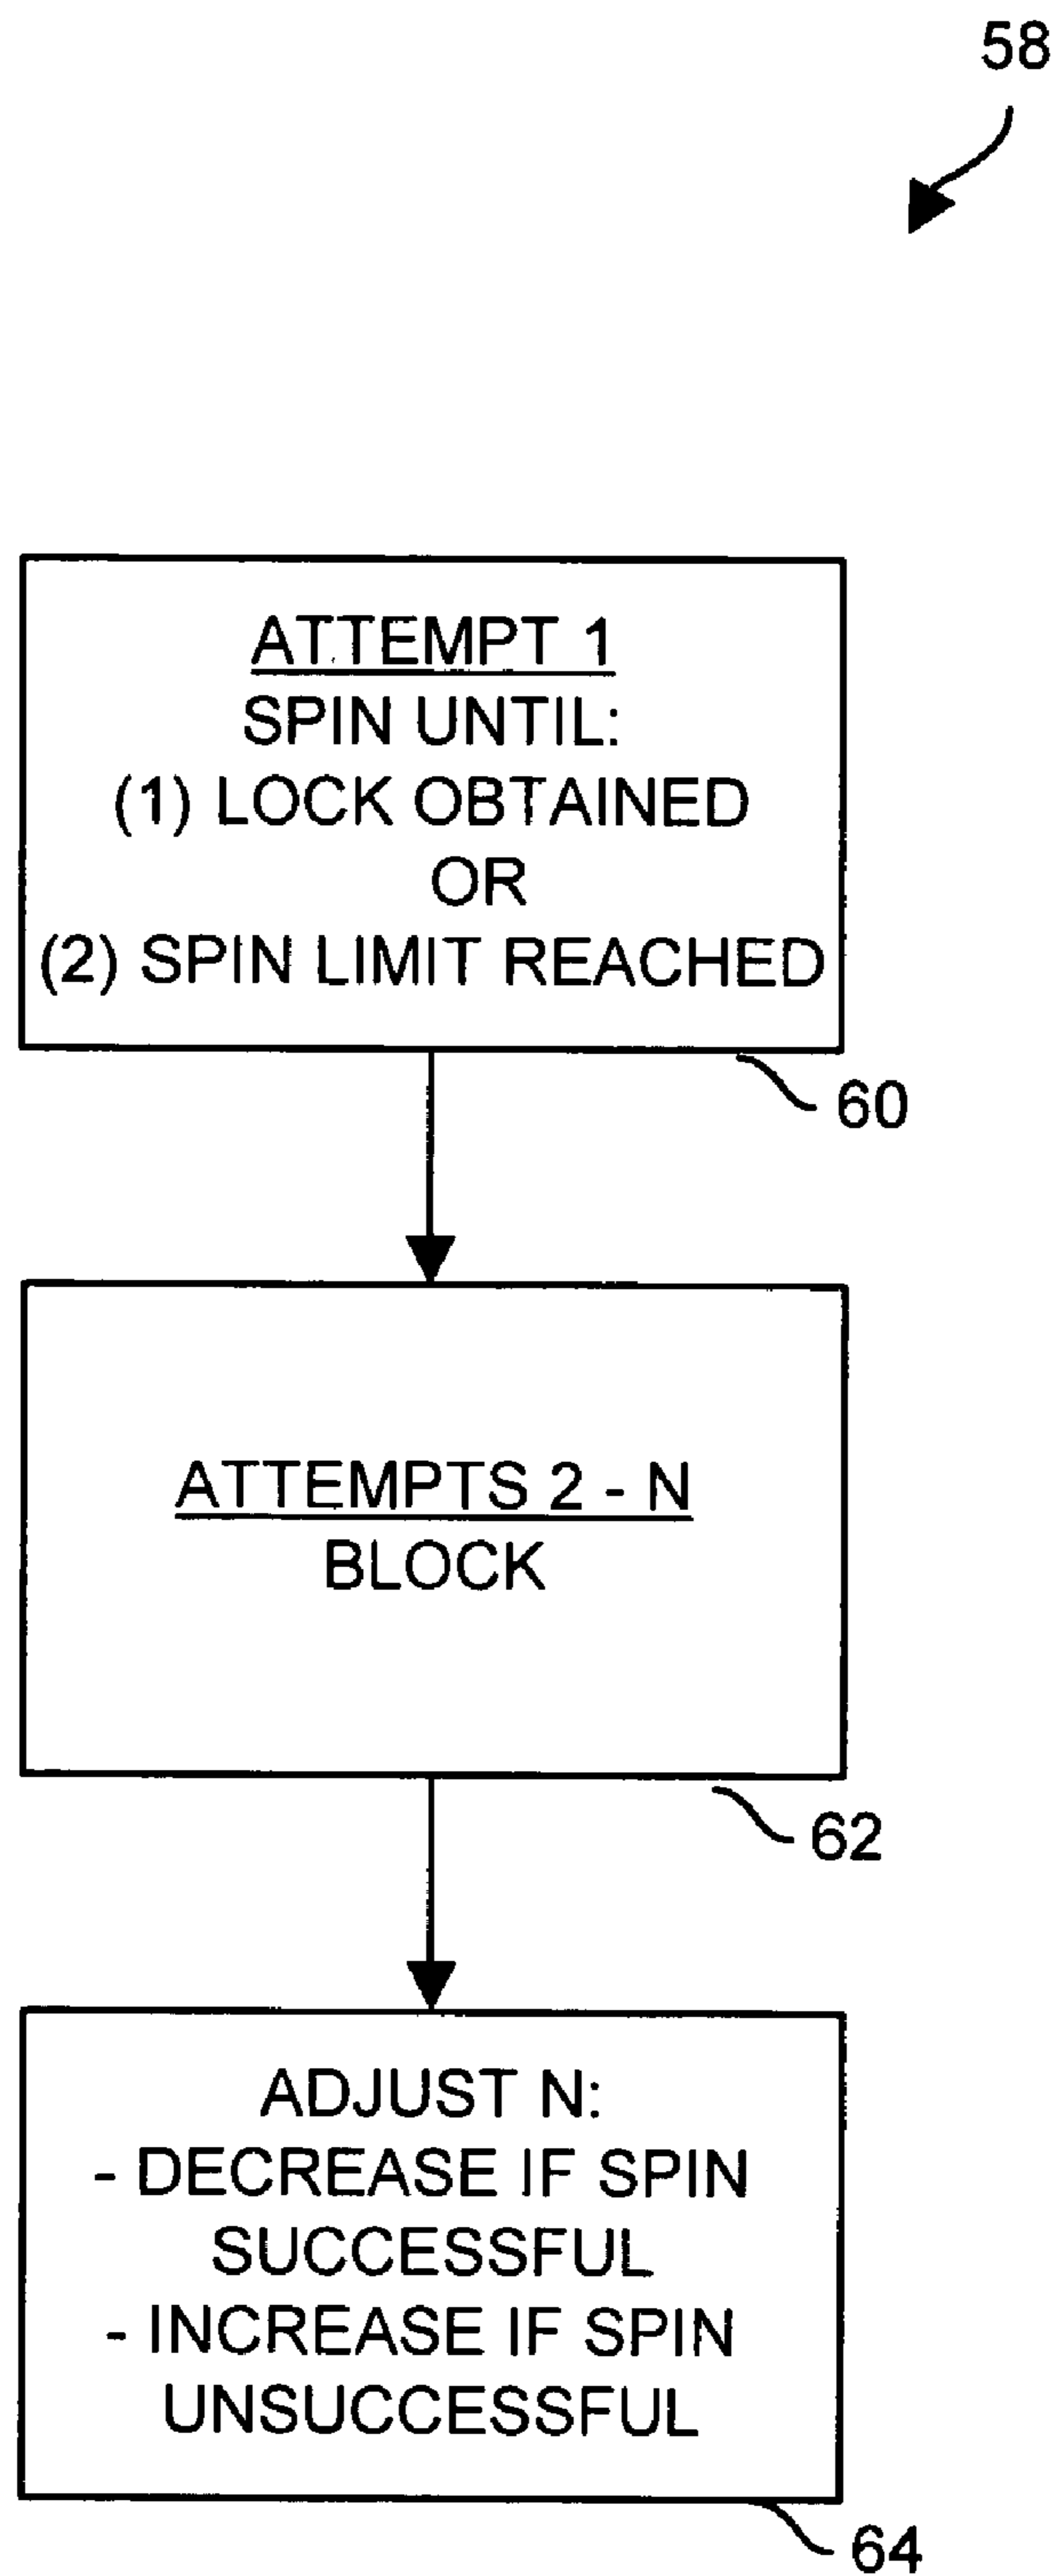 58
ATTEMPT 1
SPIN UNTIL:
(1) LOCK OBTAINED
OR
(2) SPIN LIMIT REACHED
60
ATTEMPTS 2 - N
BLOCK
62
ADJUST N:
- DECREASE IF SPIN
SUCCESSFUL
- INCREASE IF SPIN
UNSUCCESSFUL
64